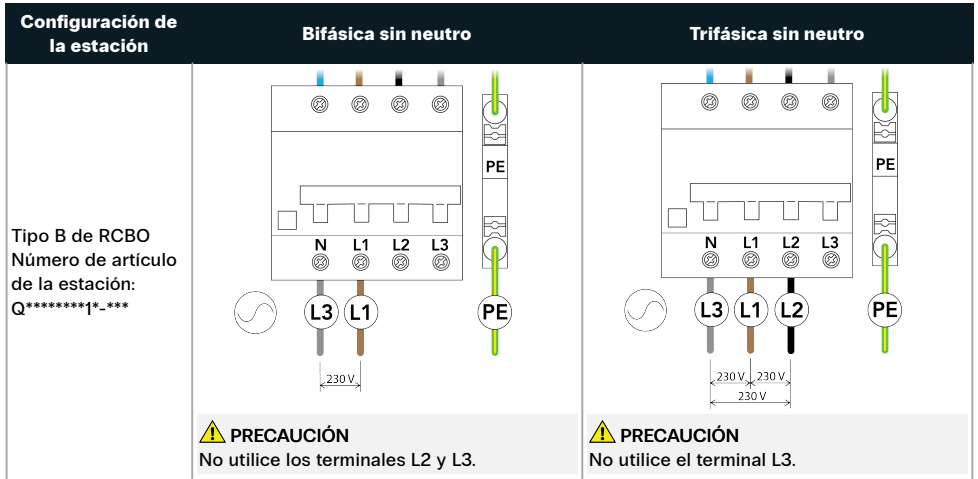 Configuración de
la estación
Bifásica sin neutro
Trifásica sin neutro
Tipo B de RCBO
Número de artículo
de la estación:
Q********1*-***
PE
N L1 L2 L3
L3 L1 PE
230 V
PRECAUCIÓN
No utilice los terminales L2 y L3.
PE
N L1 L2 L3
L3 L1 L2 PE
230 V 230 V
230 V
PRECAUCIÓN
No utilice el terminal L3.